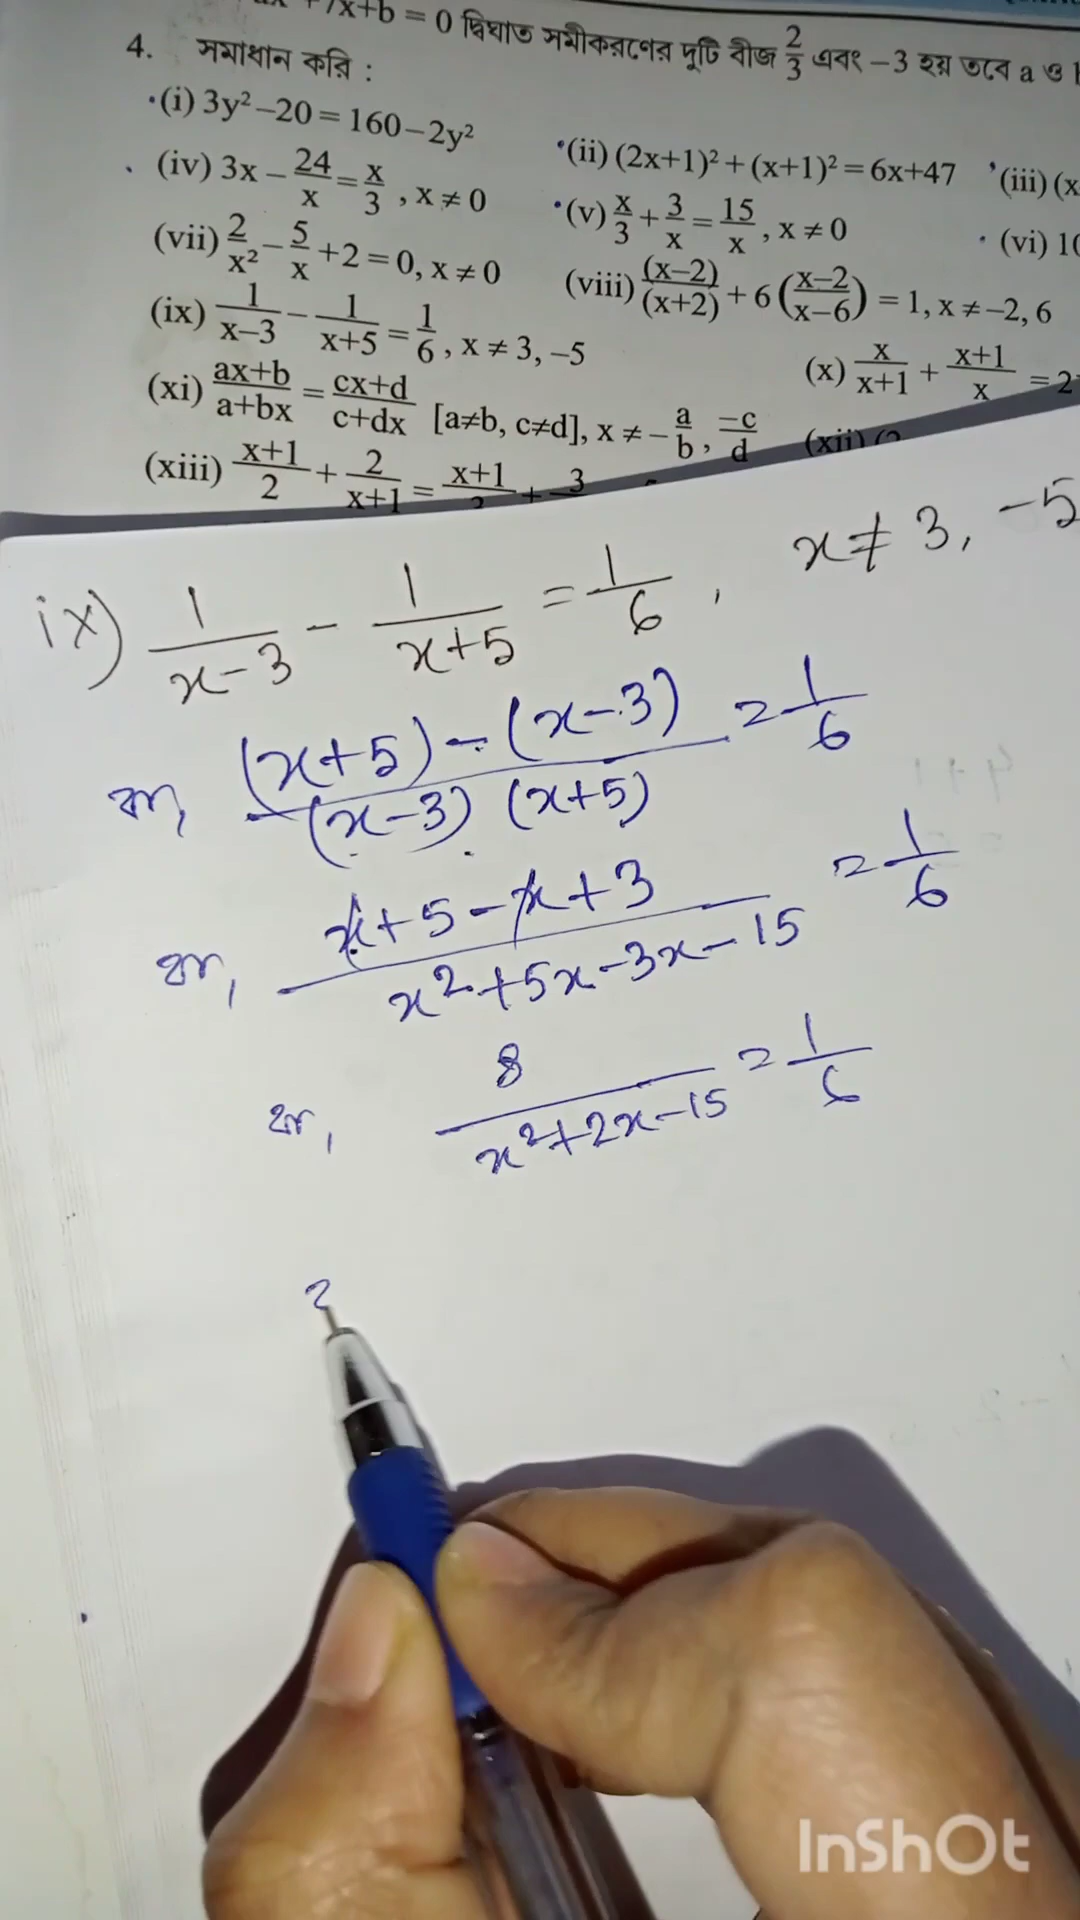 +7x+b = 0 দ্বিঘাত সমীকরণের দুটি বীজ 2/3 এবং –3 হয় তবে a ও
4. সমাধান করি :
(i) 3y²–20 = 160–2y²
(ii) (2x+1)² + (x+1)² = 6x+47
(iii) (x
(iv) 3x – 24/x = x/3 , x ≠ 0
(v) x/3 + 3/x = 15/x , x ≠ 0
(vi) 10
(vii) 2/x² – 5/x + 2 = 0, x ≠ 0
(viii) (x–2)/(x+2) + 6 (x–2/x–6) = 1, x ≠ –2, 6
(ix) 1/x–3 – 1/x+5 = 1/6 , x ≠ 3, –5
(x) x/x+1 + x+1/x = 2
(xi) ax+b/a+bx = cx+d/c+dx [a≠b, c≠d], x ≠ – a/b , –c/d
(xii)
(xiii) x+1/2 + 2/x+1 = x+1/3 + 3
ix) 1/x–3 – 1/x+5 = 1/6 , x ≠ 3, –5
বা, (x+5) – (x–3)/(x–3) (x+5) = 1/6
বা, x+5–x+3/x²+5x–3x–15 = 1/6
বা, 8/x²+2x–15 = 1/6
InShOt